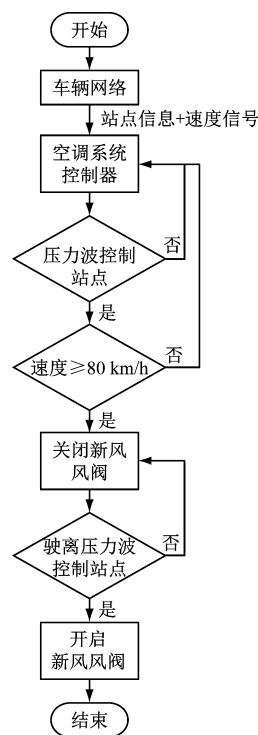 开始
车辆网络
站点信息+速度信号
空调系统
控制器
压力波控制
站点
否
是
速度≥80 km/h
否
是
关闭新风
风阀
驶离压力波
控制站点
否
是
开启
新风风阀
结束